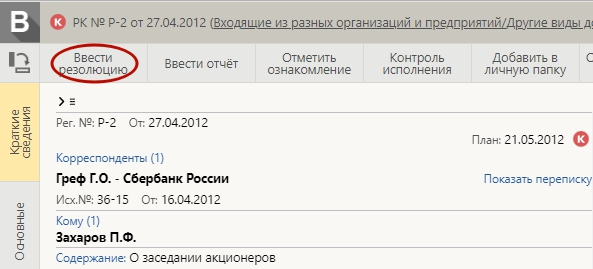 В К РК № Р-2 от 27.04.2012 (Входящие из разных организаций и предприятий/Другие виды д
Ввести резолюцию Ввести отчёт Отметить ознакомление Контроль исполнения Добавить в личную папку С
Краткие сведения
Основные
Рег. №: Р-2 От: 27.04.2012
План: 21.05.2012 К
Корреспонденты (1)
Греф Г.О. - Сбербанк России Показать переписку
Исх.№: 36-15 От: 16.04.2012
Кому (1)
Захаров П.Ф.
Содержание: О заседании акционеров